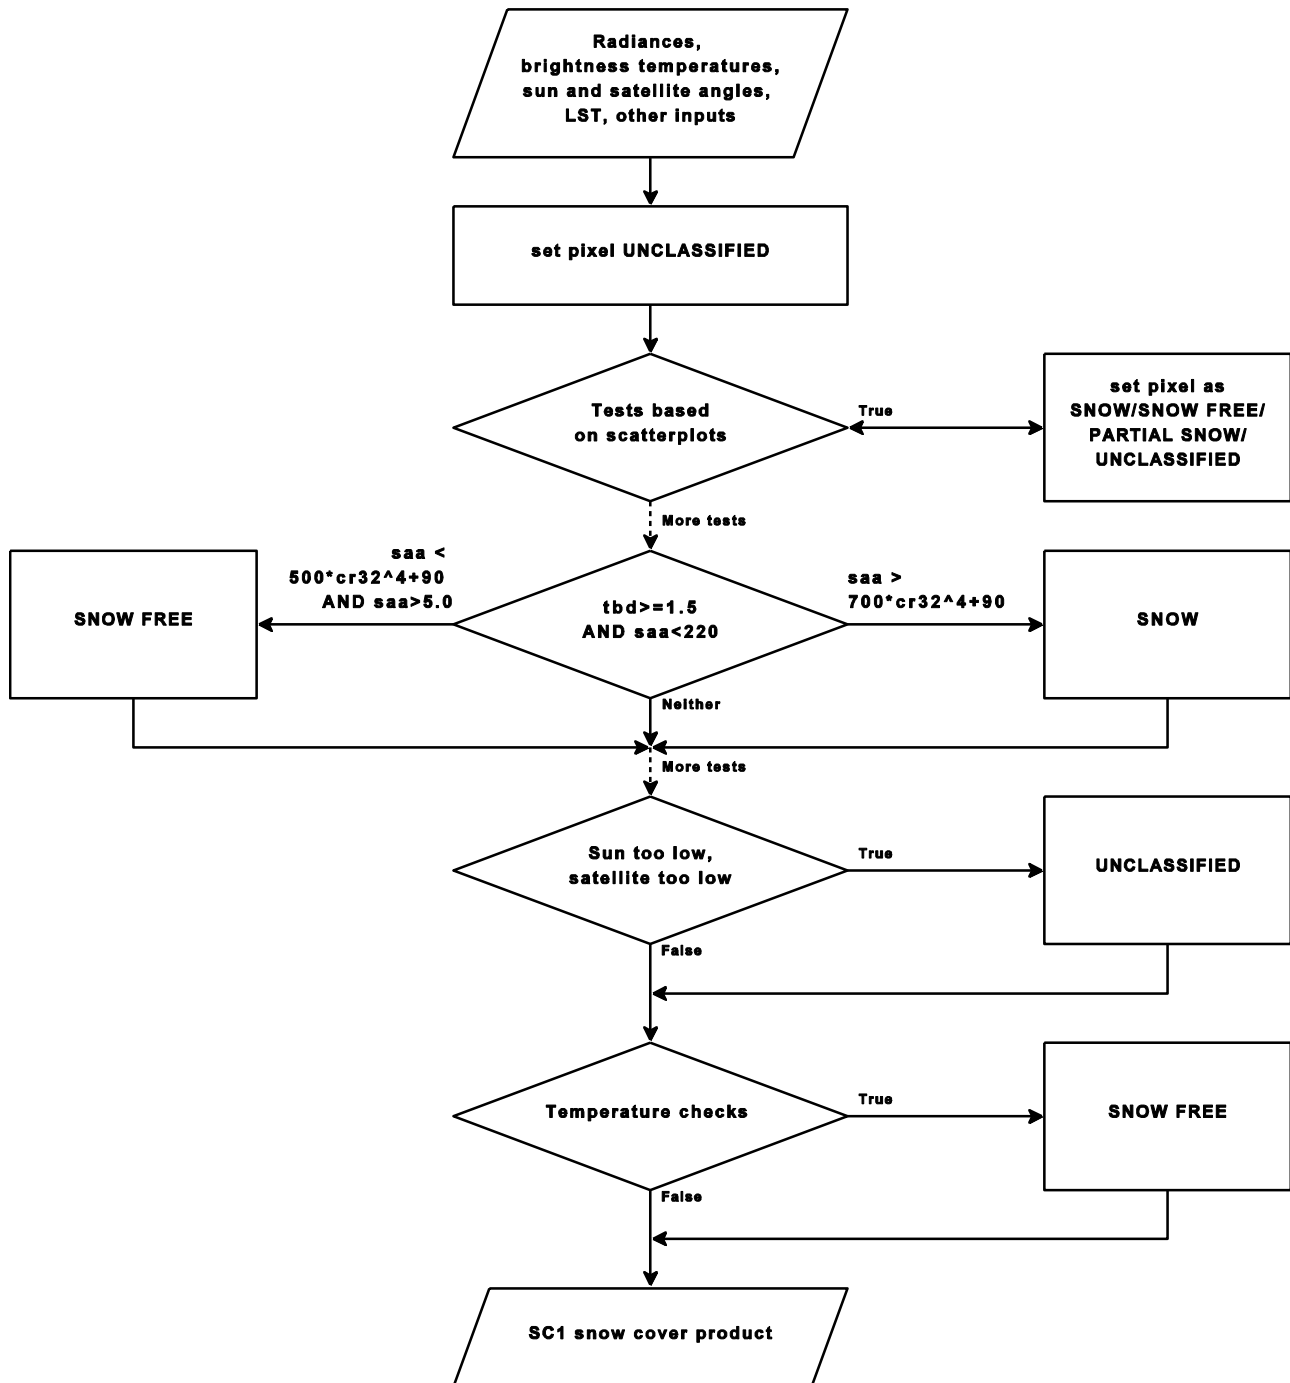 Radiances,
brightness temperatures,
sun and satellite angles,
LST, other inputs
set pixel UNCLASSIFIED
Tests based
on scatterplots
True
set pixel as
SNOW/SNOW FREE/
PARTIAL SNOW/
UNCLASSIFIED
More tests
SNOW FREE
saa <
500*cr32^4+90
AND saa>5.0
tbd>=1.5
AND saa<220
saa >
700*cr32^4+90
SNOW
Neither
More tests
Sun too low,
satellite too low
True
UNCLASSIFIED
False
Temperature checks
True
SNOW FREE
False
SC1 snow cover product